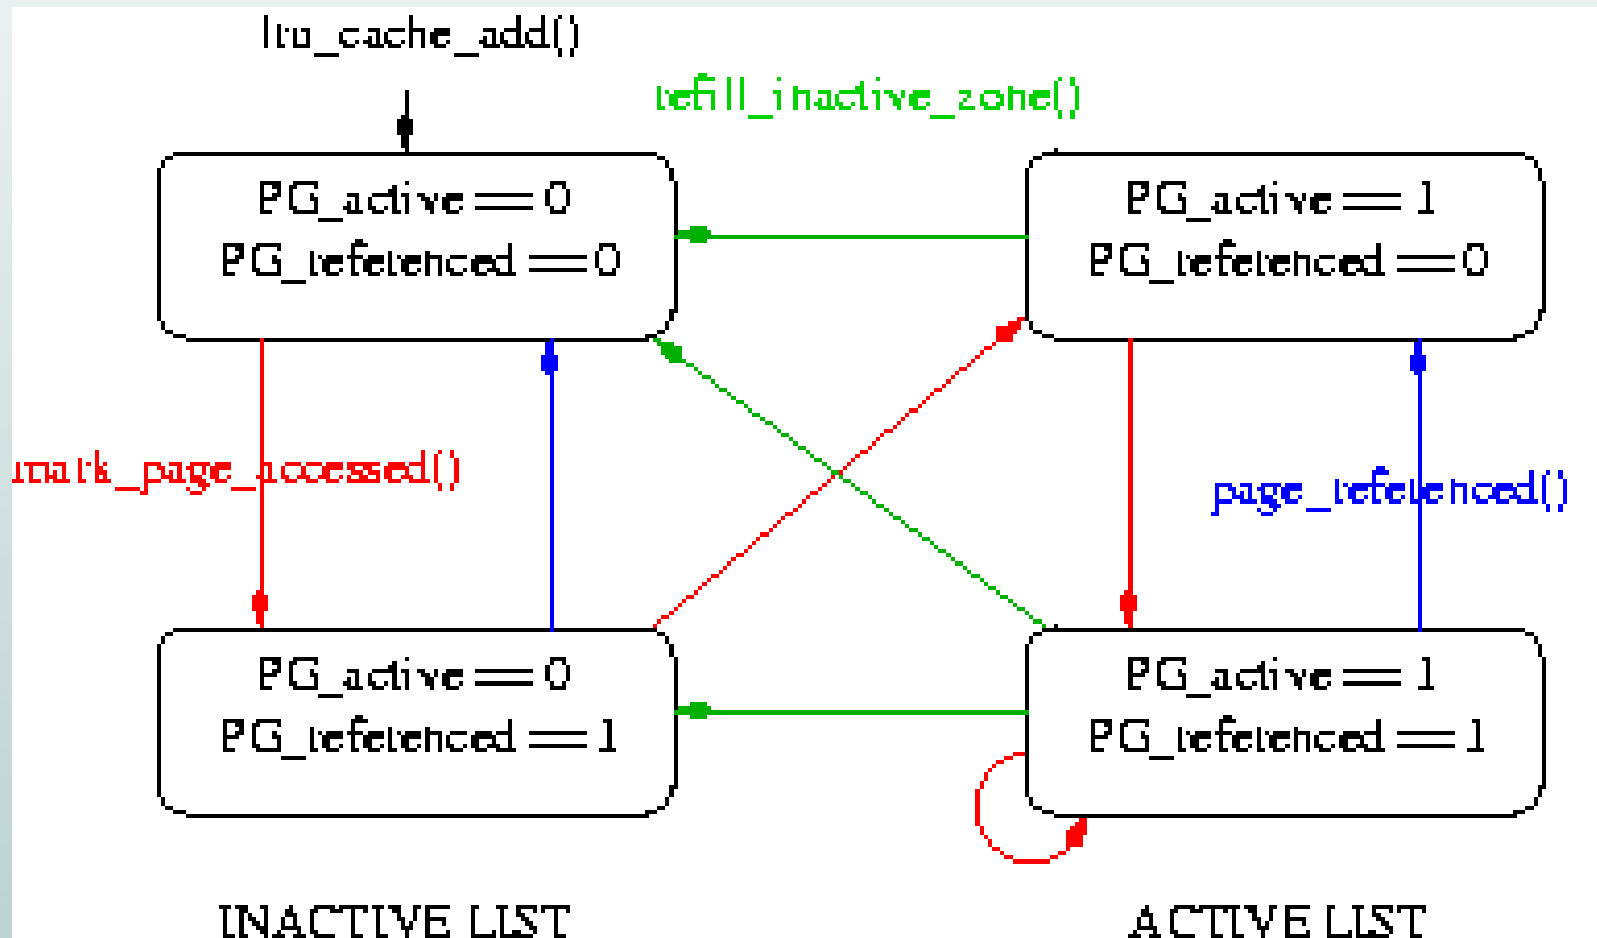 lru_cache_add()
refill_inactive_zone()
PG_active == 0
PG_referenced == 0
PG_active == 1
PG_referenced == 0
mark_page_accessed()
page_referenced()
PG_active == 0
PG_referenced == 1
PG_active == 1
PG_referenced == 1
INACTIVE LIST
ACTIVE LIST